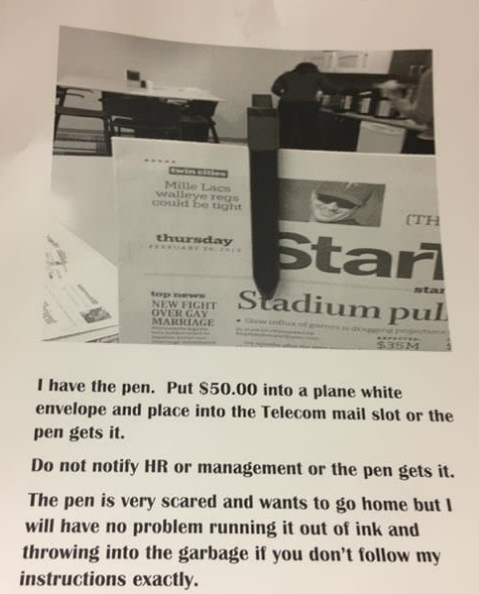 twin cities
Mille Lacs
walleye regs
could be tight
(TH
thursday
Star
star
top news
NEW FIGHT
OVER GAY
MARRIAGE
Stadium pul
$35M
I have the pen. Put $50.00 into a plane white
envelope and place into the Telecom mail slot or the
pen gets it.
Do not notify HR or management or the pen gets it.
The pen is very scared and wants to go home but I
will have no problem running it out of ink and
throwing into the garbage if you don't follow my
instructions exactly.